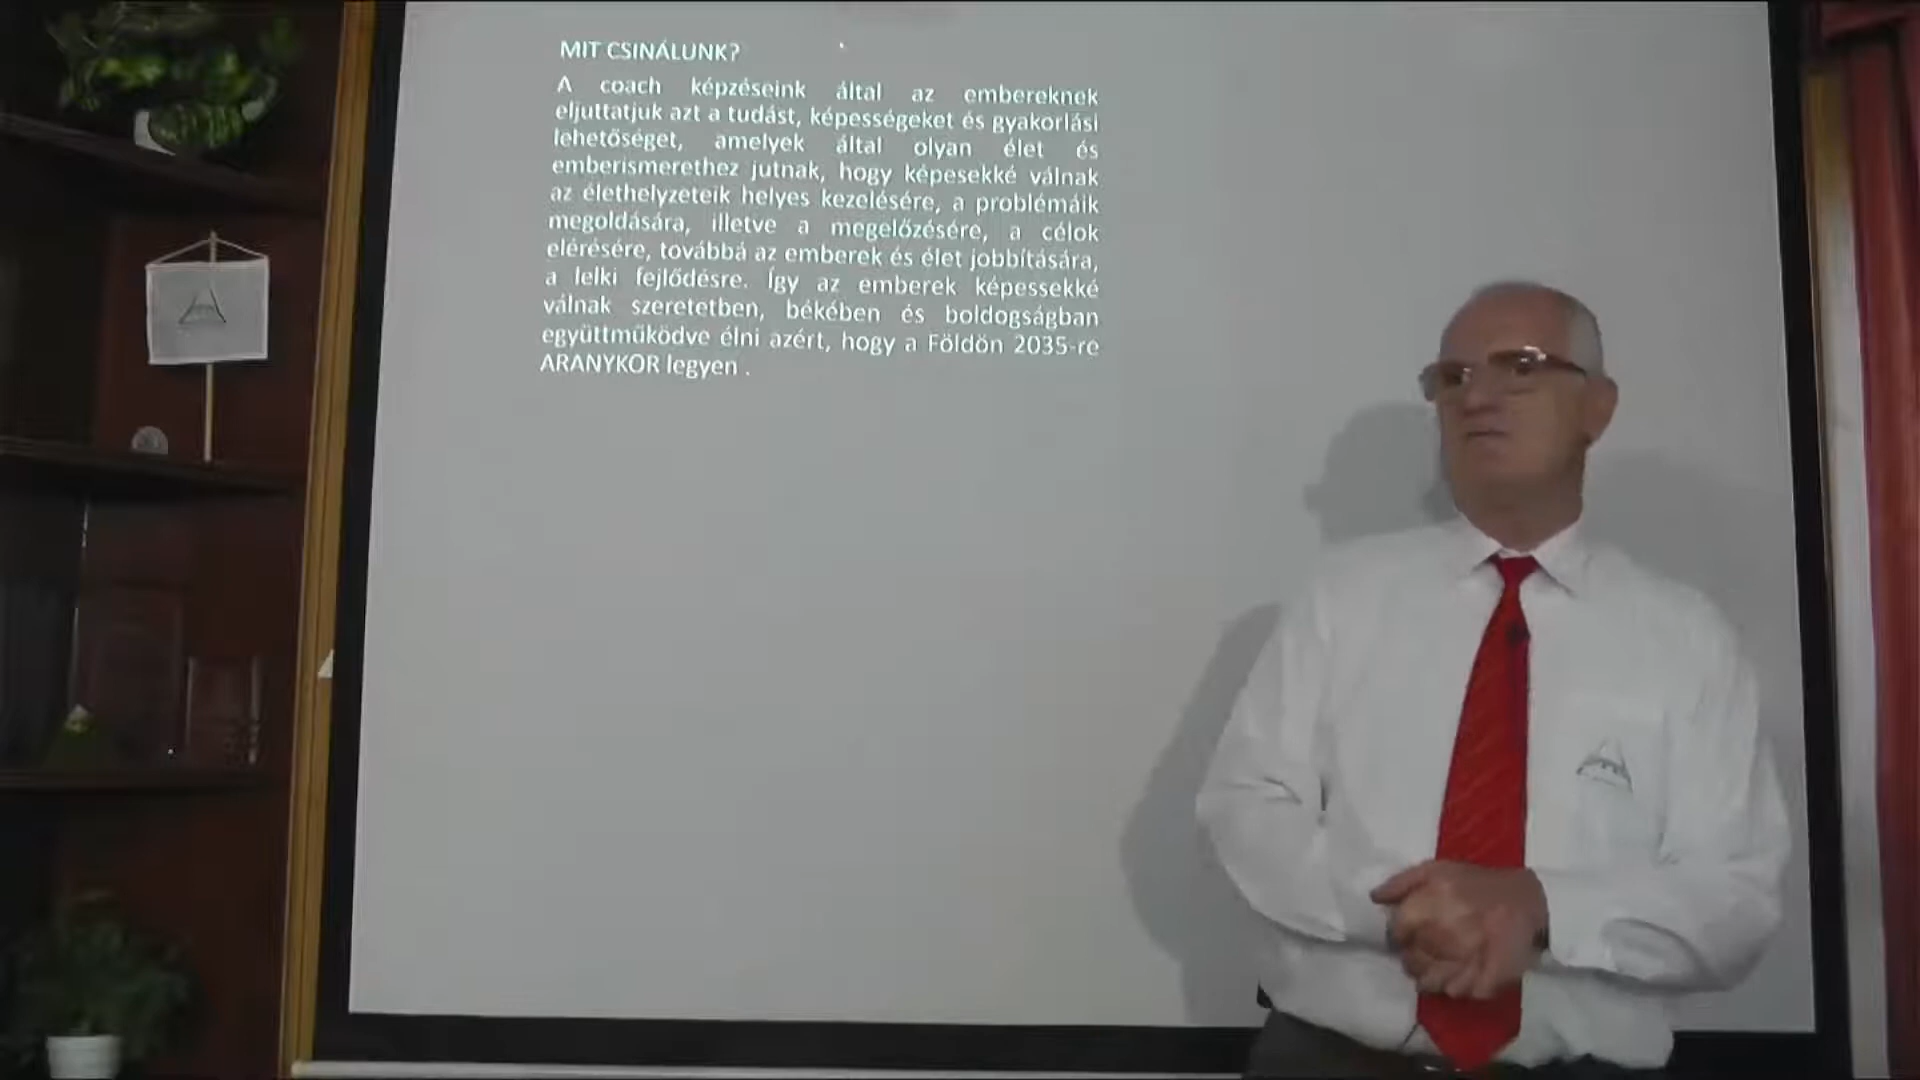 MIT CSINÁLUNK?
A coach képzéseink által az embereknek
eljuttatjuk azt a tudást, képességeket és gyakorlási
lehetőséget, amelyek által olyan élet és
emberismerethez jutnak, hogy képesekké válnak
az élethelyzeteik helyes kezelésére, a problémáik
megoldására, illetve a megelőzésére, a célok
elérésére, továbbá az emberek és élet jobbítására,
a lelki fejlődésre. Így az emberek képessekké
válnak szeretetben, békében és boldogságban
együttműködve élni azért, hogy a Földön 2035-re
ARANYKOR legyen .